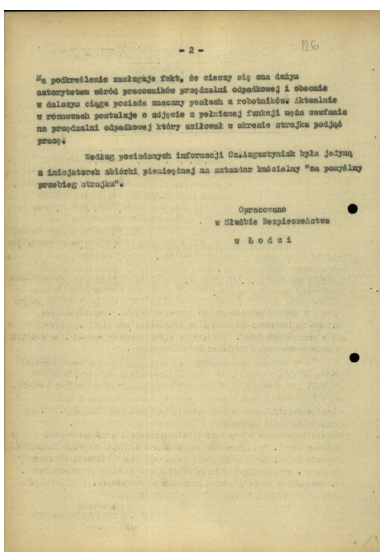 - 2 -
126
Na podkreślenie zasługuje fakt, że cieszy się ona dużym
autorytetem wśród pracowników przędzalni odpadkowej i obecnie
w dalszym ciągu posiada znaczny posłuch u robotników. Aktualnie
w rozmowach postuluje o zdjęcie z pełnionej funkcji męża zaufania
na przędzalni odpadkowej który usiłował w okresie strajku podjąć
pracę.
Według posiadanych informacji Cz.Augustyniak była jedyną
z inicjatorek zbiórki pieniężnej na sztandar kościelny "za pomyślny
przebieg strajku".
Opracowano
w Służbie Bezpieczeństwa
w Łodzi